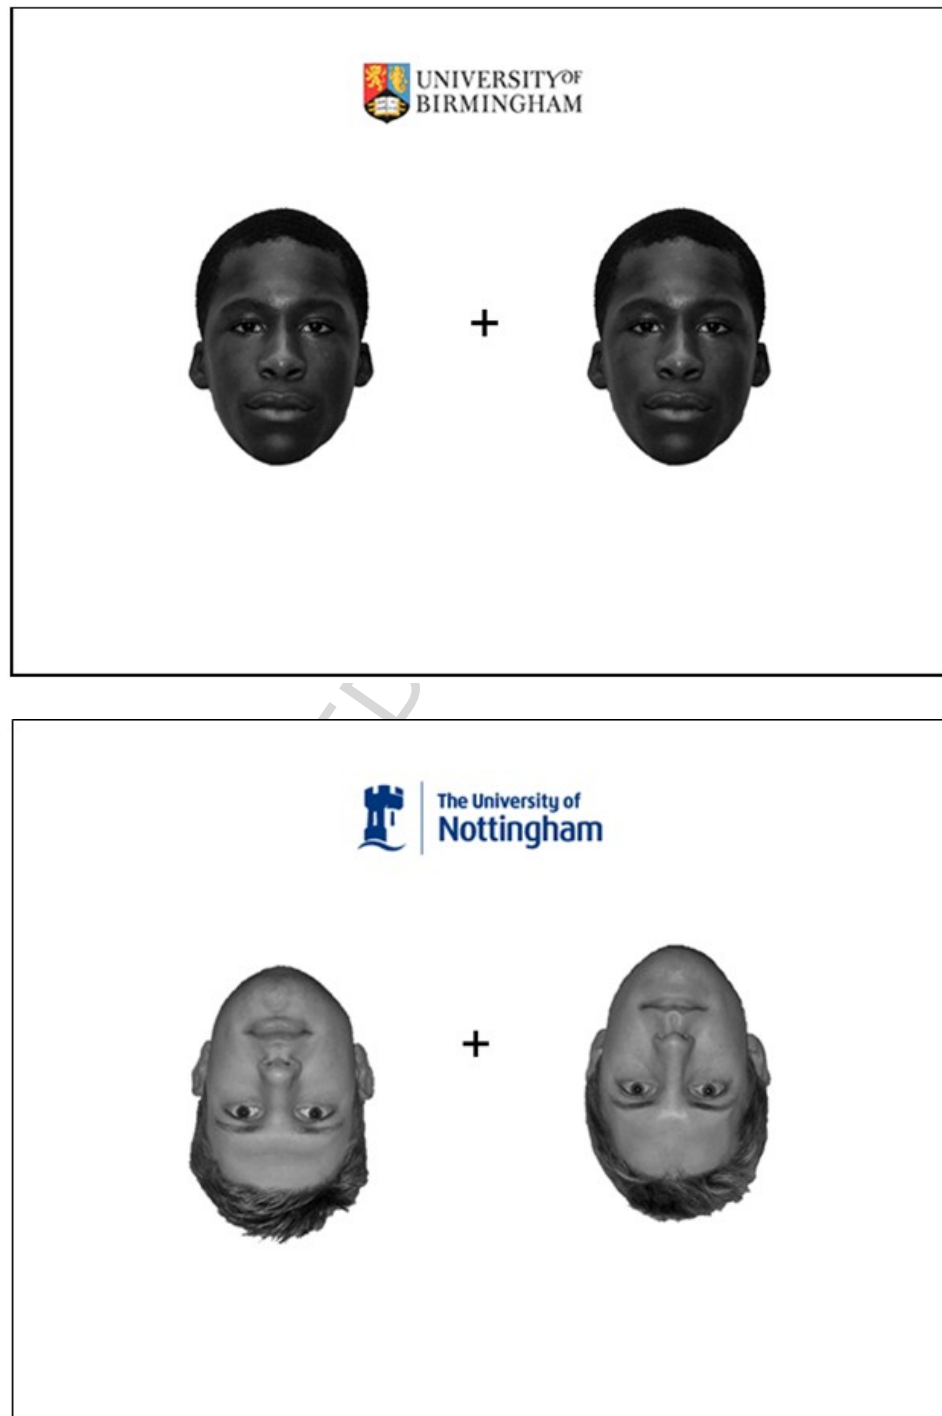 UNIVERSITY OF
BIRMINGHAM
+
The University of
Nottingham
+